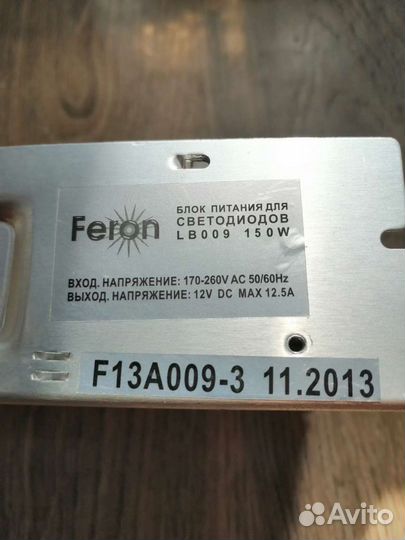 Feron
БЛОК ПИТАНИЯ ДЛЯ
СВЕТОДИОДОВ
LB009 150W
ВХОД. НАПРЯЖЕНИЕ: 170-260V AC 50/60Hz
ВЫХОД. НАПРЯЖЕНИЕ: 12V DC MAX 12.5A
F13A009-3 11.2013
Avito